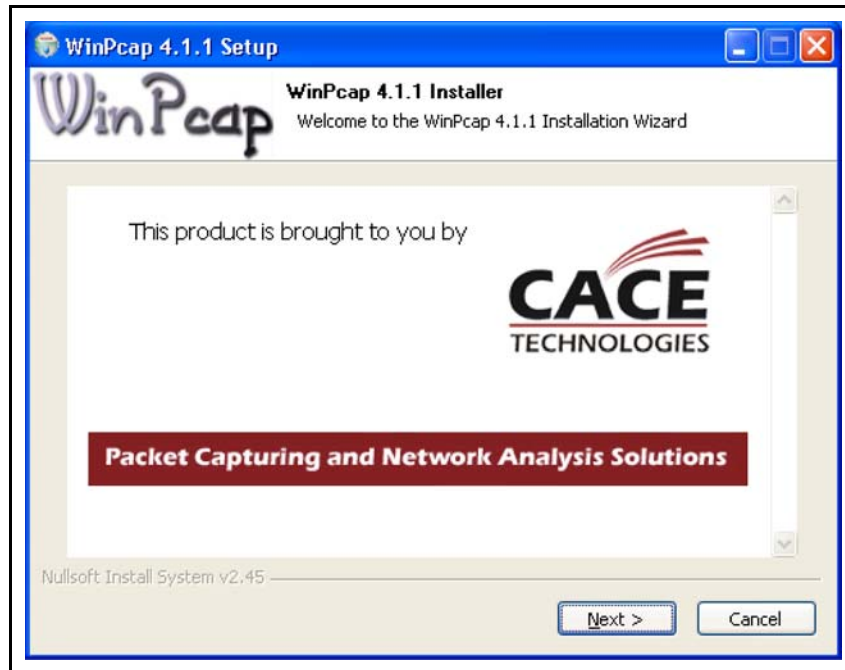 WinPcap 4.1.1 Setup
WinPcap
WinPcap 4.1.1 Installer
Welcome to the WinPcap 4.1.1 Installation Wizard
This product is brought to you by
CACE
TECHNOLOGIES
Packet Capturing and Network Analysis Solutions
Nullsoft Install System v2.45
Next >
Cancel